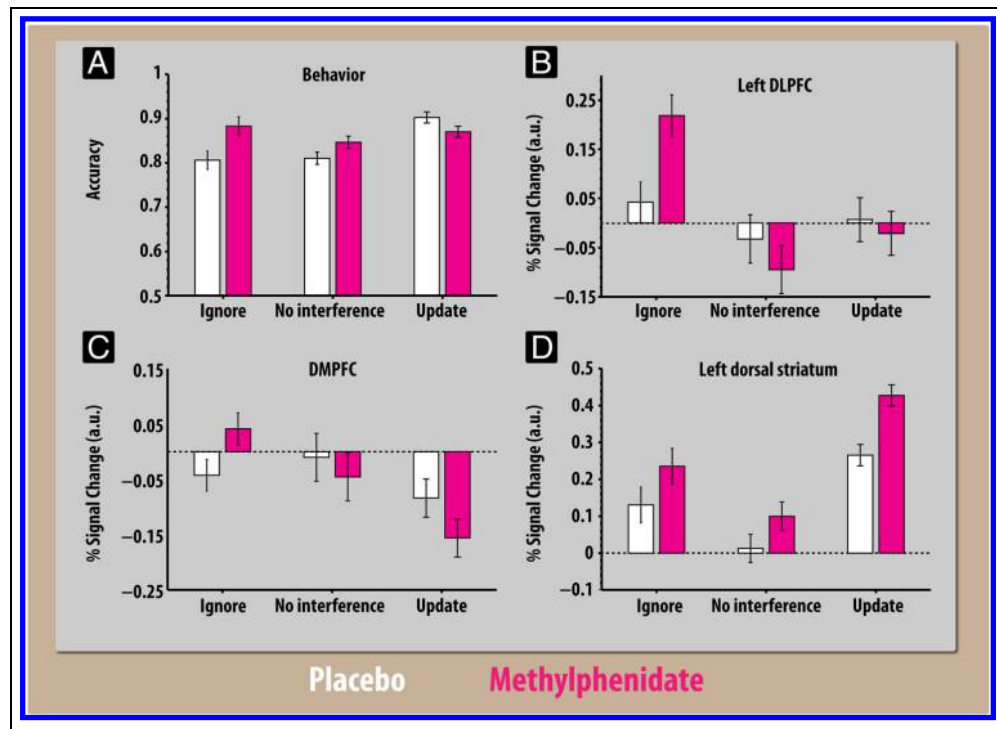 A
Behavior
Accuracy
1
0.9
0.8
0.7
0.6
0.5
Ignore No interference Update
B
Left DLPFC
% Signal Change (a.u.)
0.25
0.15
0.05
−0.05
−0.15
Ignore No interference Update
C
DMPFC
% Signal Change (a.u.)
0.15
0.05
−0.05
−0.15
−0.25
Ignore No interference Update
D
Left dorsal striatum
% Signal Change (a.u.)
0.5
0.4
0.3
0.2
0.1
0
−0.1
Ignore No interference Update
Placebo Methylphenidate